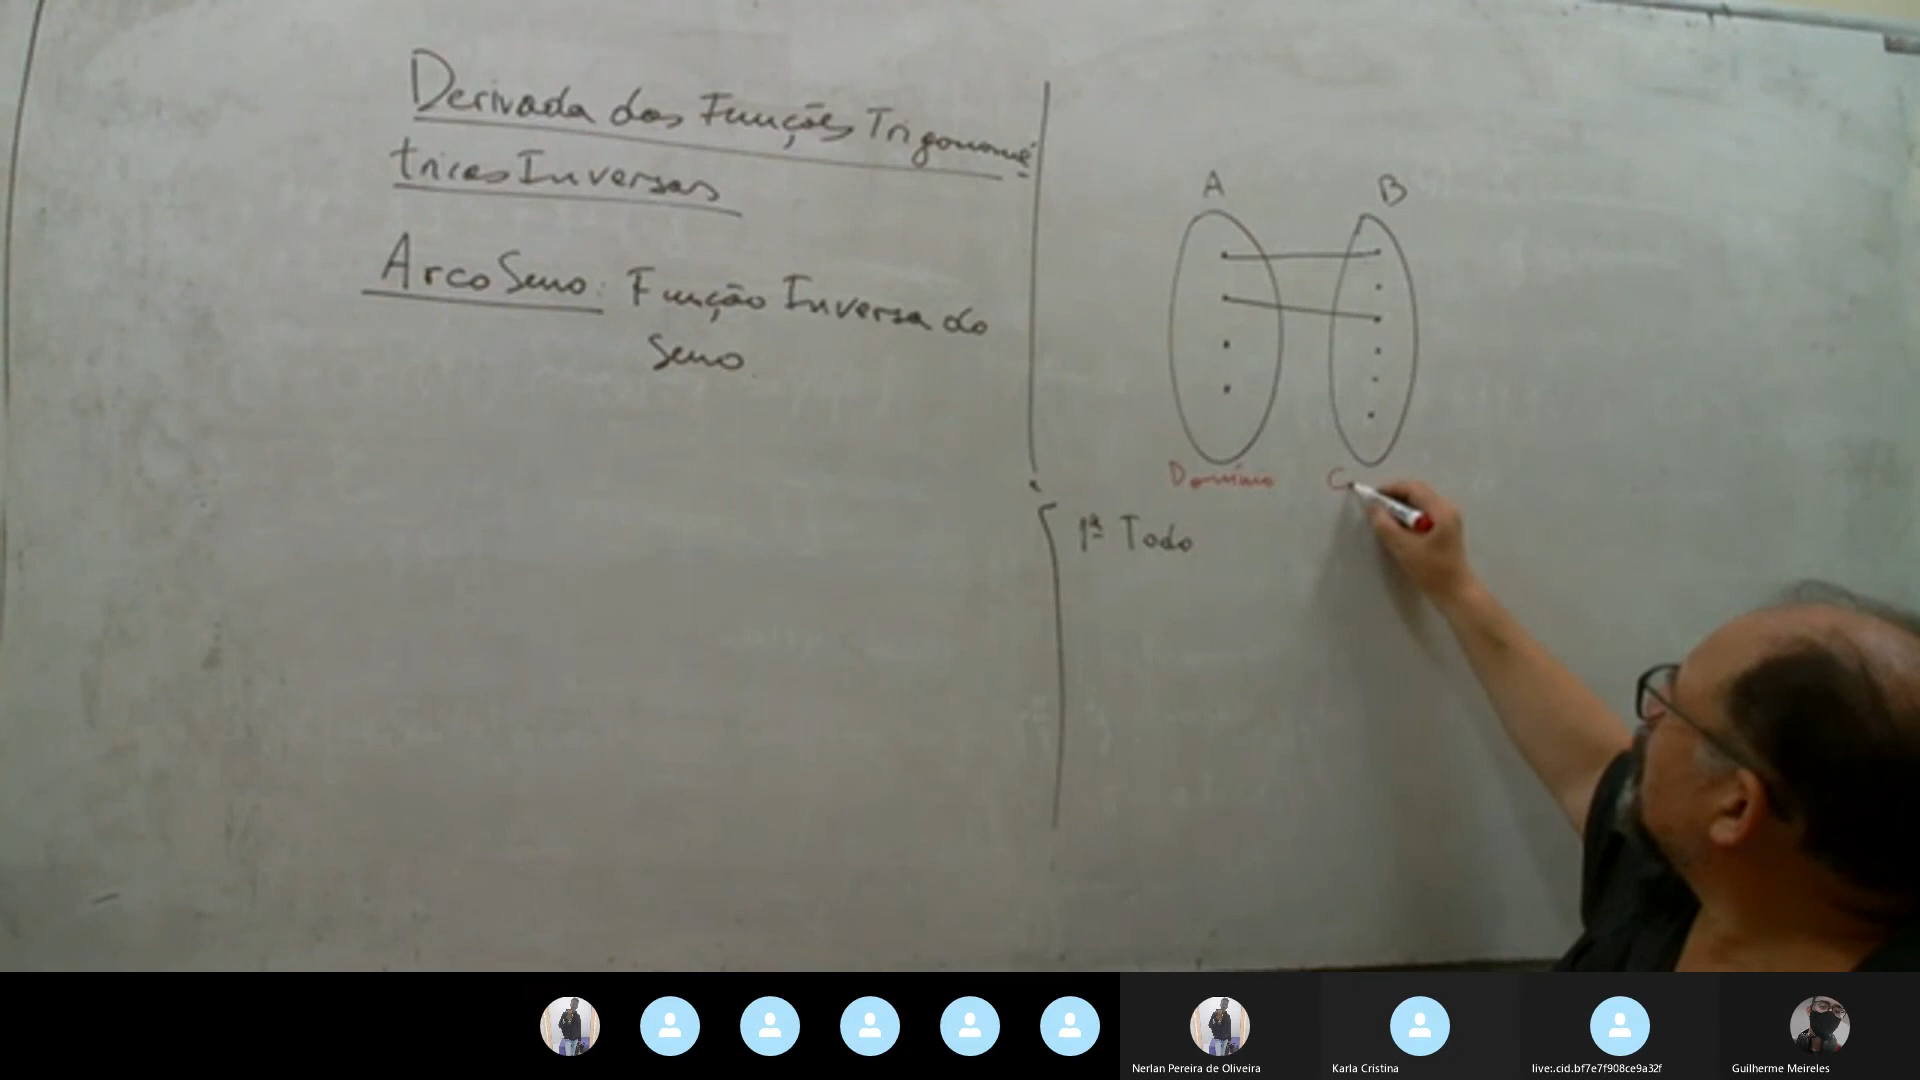 Derivada das Funções Trigonomé
tricas Inversas
Arco Seno: Função Inversa do
Seno.
A B
Domínio C
1ª Todo
Nerlan Pereira de Oliveira
Karla Cristina
live:.cid.bf7e7f908ce9a32f
Guilherme Meireles